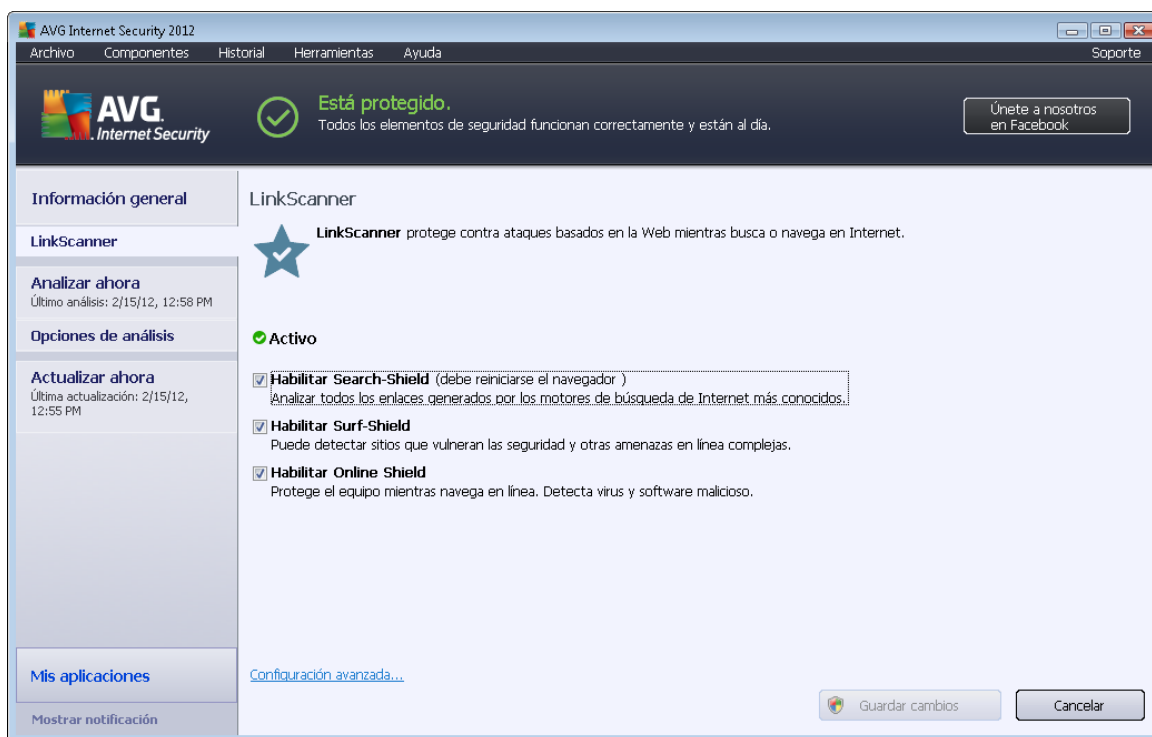 AVG Internet Security 2012
Archivo Componentes Historial Herramientas Ayuda Soporte
AVG.
Internet Security
Está protegido.
Todos los elementos de seguridad funcionan correctamente y están al día.
Únete a nosotros
en Facebook
Información general
LinkScanner
Analizar ahora
Último análisis: 2/15/12, 12:58 PM
Opciones de análisis
Actualizar ahora
Última actualización: 2/15/12,
12:55 PM
Mis aplicaciones
Mostrar notificación
LinkScanner
LinkScanner protege contra ataques basados en la Web mientras busca o navega en Internet.
Activo
Habilitar Search-Shield (debe reiniciarse el navegador )
Analizar todos los enlaces generados por los motores de búsqueda de Internet más conocidos.
Habilitar Surf-Shield
Puede detectar sitios que vulneran las seguridad y otras amenazas en línea complejas.
Habilitar Online Shield
Protege el equipo mientras navega en línea. Detecta virus y software malicioso.
Configuración avanzada...
Guardar cambios
Cancelar